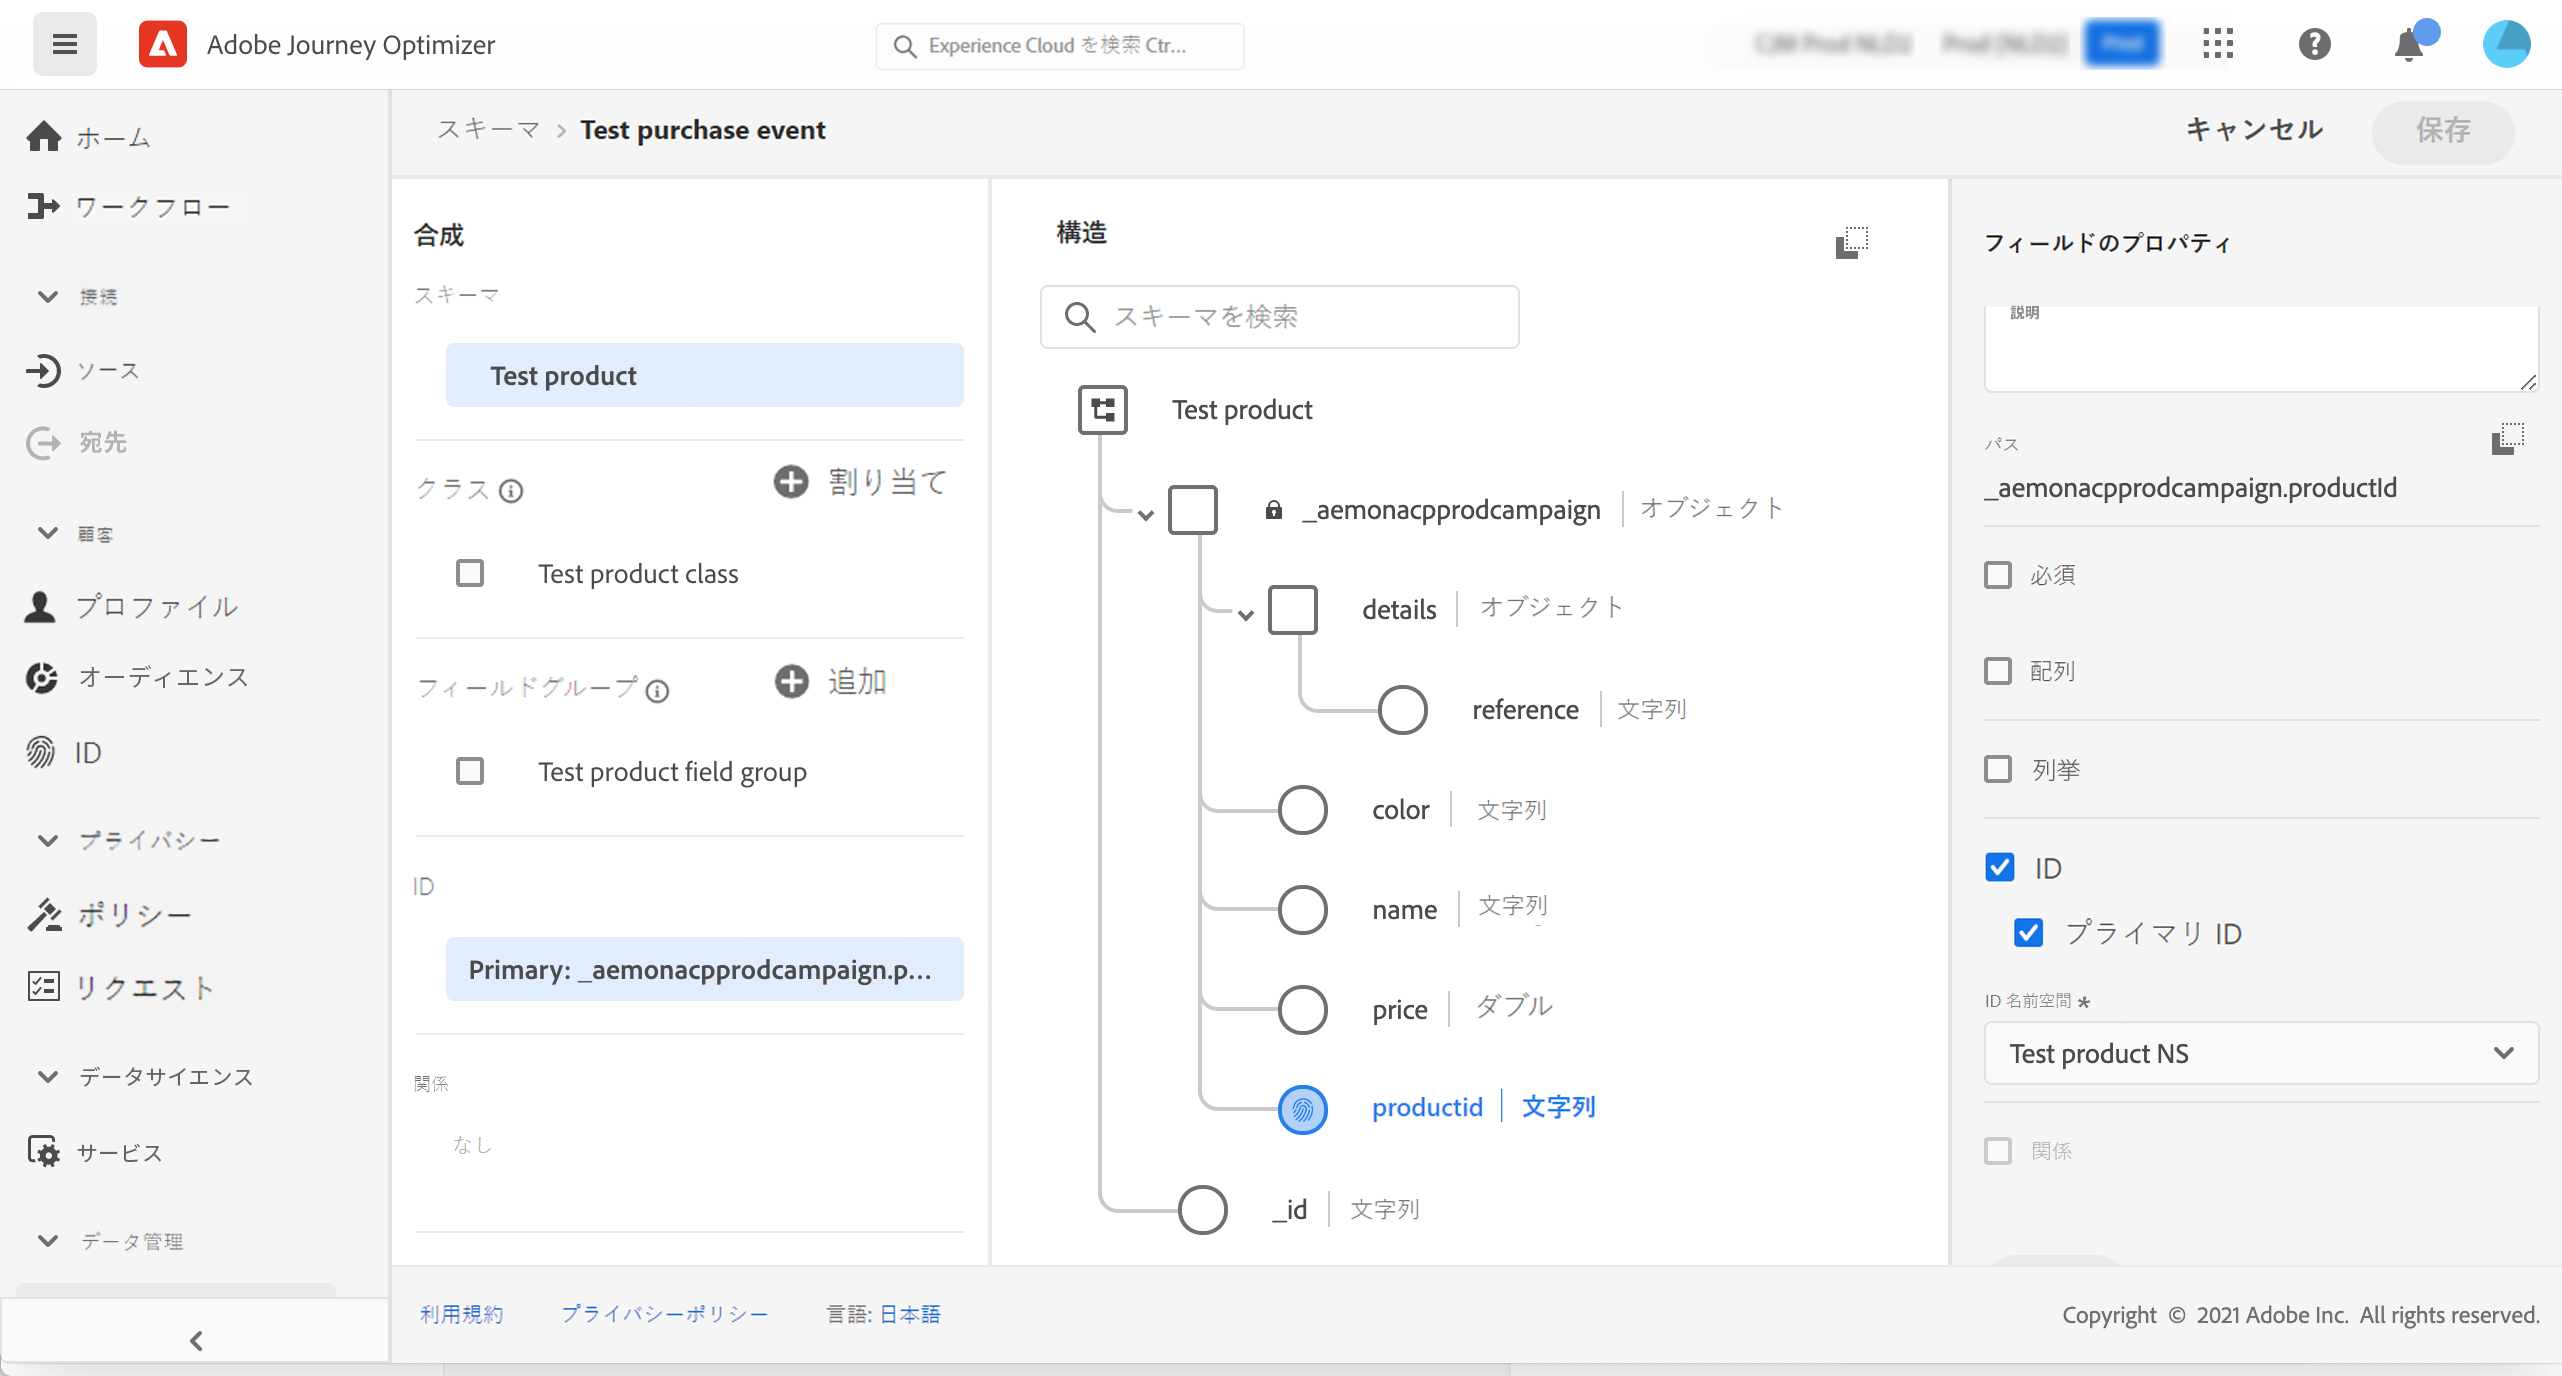 Adobe Journey Optimizer
Experience Cloud を検索 Ctr...
ホーム
ワークフロー
接続
ソース
宛先
顧客
プロファイル
オーディエンス
ID
プライバシー
ポリシー
リクエスト
データサイエンス
サービス
データ管理
スキーマ > Test purchase event
キャンセル
保存
合成
スキーマ
Test product
クラス
割り当て
Test product class
フィールドグループ
追加
Test product field group
ID
Primary: _aemonacpprodcampaign.p...
関係
なし
構造
スキーマを検索
Test product
_aemonacpprodcampaign | オブジェクト
details | オブジェクト
reference | 文字列
color | 文字列
name | 文字列
price | ダブル
productid | 文字列
_id | 文字列
フィールドのプロパティ
説明
パス
_aemonacpprodcampaign.productId
必須
配列
列挙
ID
プライマリ ID
ID 名前空間 *
Test product NS
関係
利用規約
プライバシーポリシー
言語: 日本語
Copyright © 2021 Adobe Inc. All rights reserved.